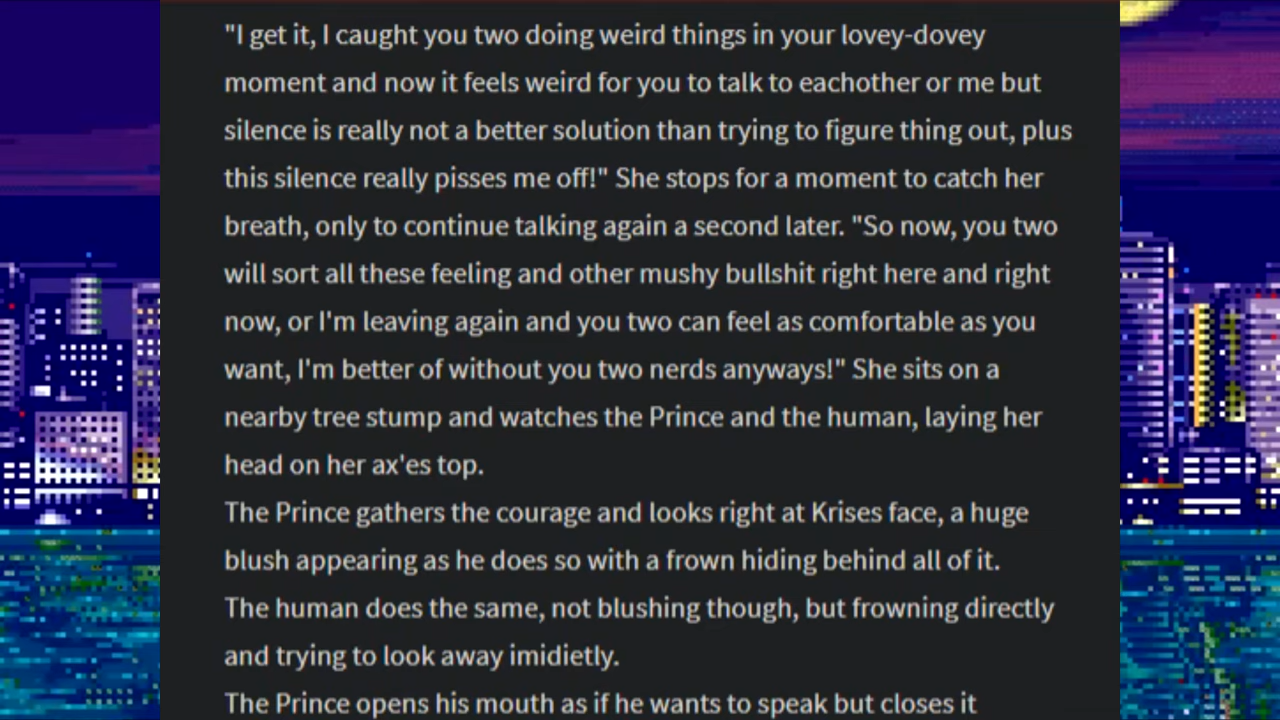 "I get it, I caught you two doing weird things in your lovey-dovey
moment and now it feels weird for you to talk to eachother or me but
silence is really not a better solution than trying to figure thing out, plus
this silence really pisses me off!" She stops for a moment to catch her
breath, only to continue talking again a second later. "So now, you two
will sort all these feeling and other mushy bullshit right here and right
now, or I'm leaving again and you two can feel as comfortable as you
want, I'm better of without you two nerds anyways!" She sits on a
nearby tree stump and watches the Prince and the human, laying her
head on her ax'es top.
The Prince gathers the courage and looks right at Krises face, a huge
blush appearing as he does so with a frown hiding behind all of it.
The human does the same, not blushing though, but frowning directly
and trying to look away imidietly.
The Prince opens his mouth as if he wants to speak but closes it